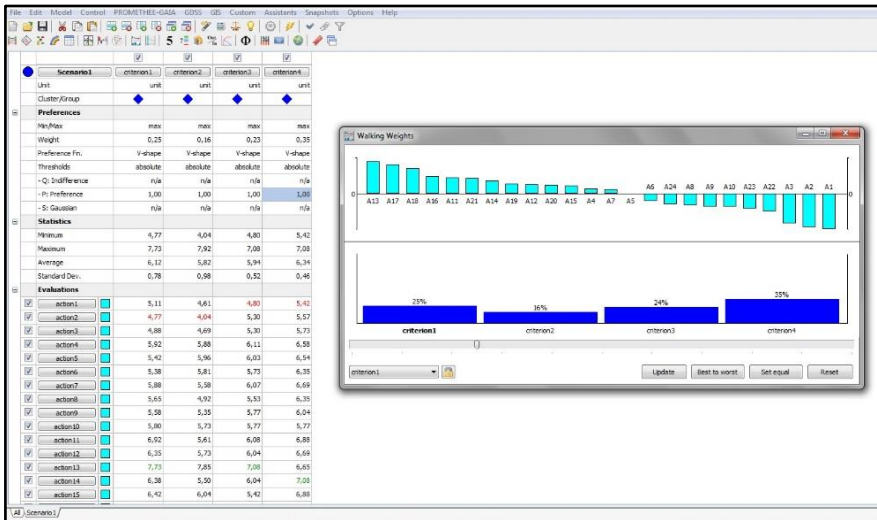 File Edit Model Control PROMETHEE-GAIA GDSS GIS Custom Assistants Snapshots Options Help
Scenario1 criterion1 criterion2 criterion3 criterion4
Unit unit unit unit unit
Cluster/Group
Preferences
Min/Max max max max max
Weight 0,25 0,16 0,23 0,35
Preference Fn. V-shape V-shape V-shape V-shape
Thresholds absolute absolute absolute absolute
- Q: Indifference n/a n/a n/a n/a
- P: Preference 1,00 1,00 1,00 1,00
- S: Gaussian n/a n/a n/a n/a
Statistics
Minimum 4,77 4,04 4,80 5,42
Maximum 7,73 7,92 7,08 7,08
Average 6,12 5,82 5,94 6,34
Standard Dev. 0,78 0,98 0,52 0,46
Evaluations
action1 5,11 4,61 4,80 5,42
action2 4,77 4,04 5,30 5,57
action3 4,88 4,69 5,30 5,73
action4 5,92 5,88 6,11 6,58
action5 5,42 5,96 6,03 6,54
action6 5,38 5,81 5,73 6,35
action7 5,88 5,58 6,07 6,69
action8 5,65 4,92 5,53 6,35
action9 5,58 5,35 5,77 6,04
action10 5,80 5,73 5,77 5,77
action11 6,92 5,61 6,08 6,88
action12 6,35 5,73 6,04 6,69
action13 7,73 7,85 7,08 6,65
action14 6,38 5,50 6,04 7,08
action15 6,42 6,04 5,42 6,88
All Scenario1
Walking Weights
1 1
A6 A24 A8 A9 A10 A23 A22 A3 A2 A1
0 0
A13 A17 A18 A16 A11 A21 A14 A19 A12 A20 A15 A4 A7 A5
25% 16% 24% 35%
criterion1 criterion2 criterion3 criterion4
criterion1 Update Best to worst Set equal Reset